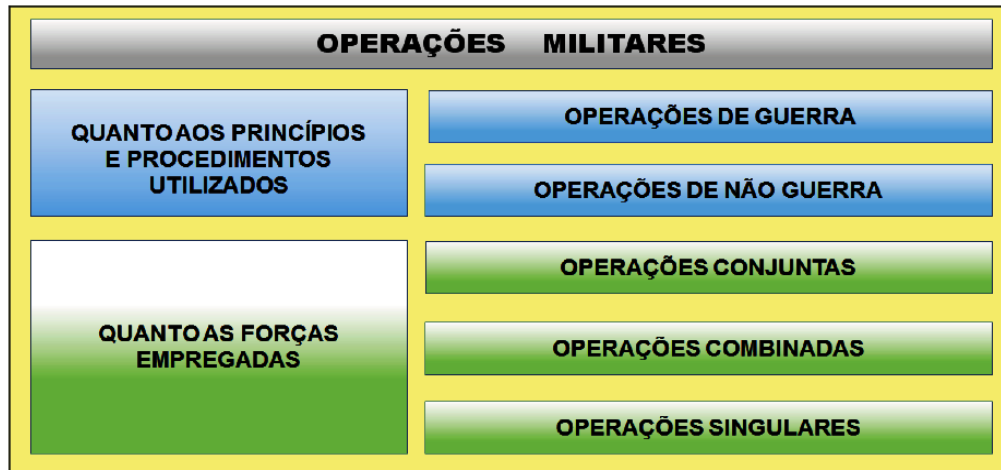 OPERAÇÕES MILITARES
QUANTO AOS PRINCÍPIOS
E PROCEDIMENTOS
UTILIZADOS
OPERAÇÕES DE GUERRA
OPERAÇÕES DE NÃO GUERRA
QUANTO AS FORÇAS
EMPREGADAS
OPERAÇÕES CONJUNTAS
OPERAÇÕES COMBINADAS
OPERAÇÕES SINGULARES